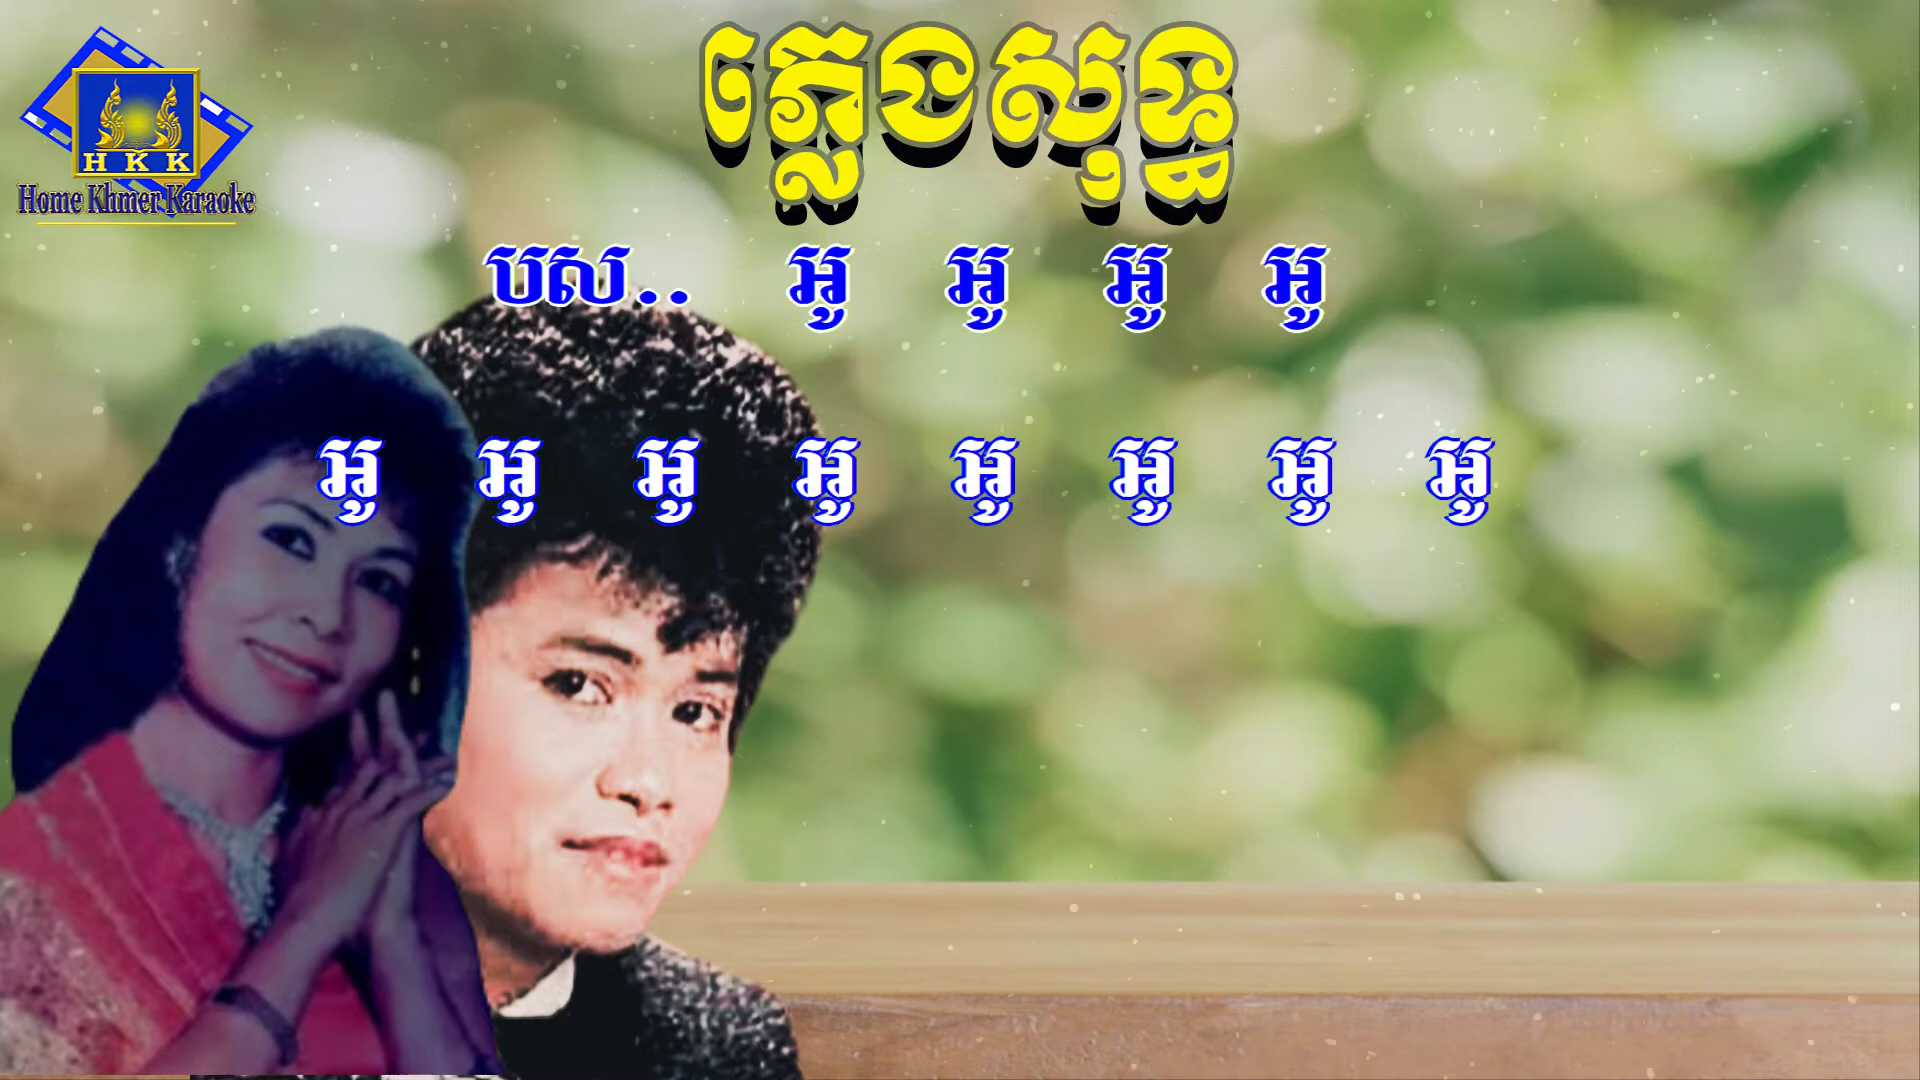 ភ្លេងសុទ្ធ
HKK
Home Khmer Karaoke
បស.. អូ អូ អូ អូ
អូ អូ អូ អូ អូ អូ អូ អូ